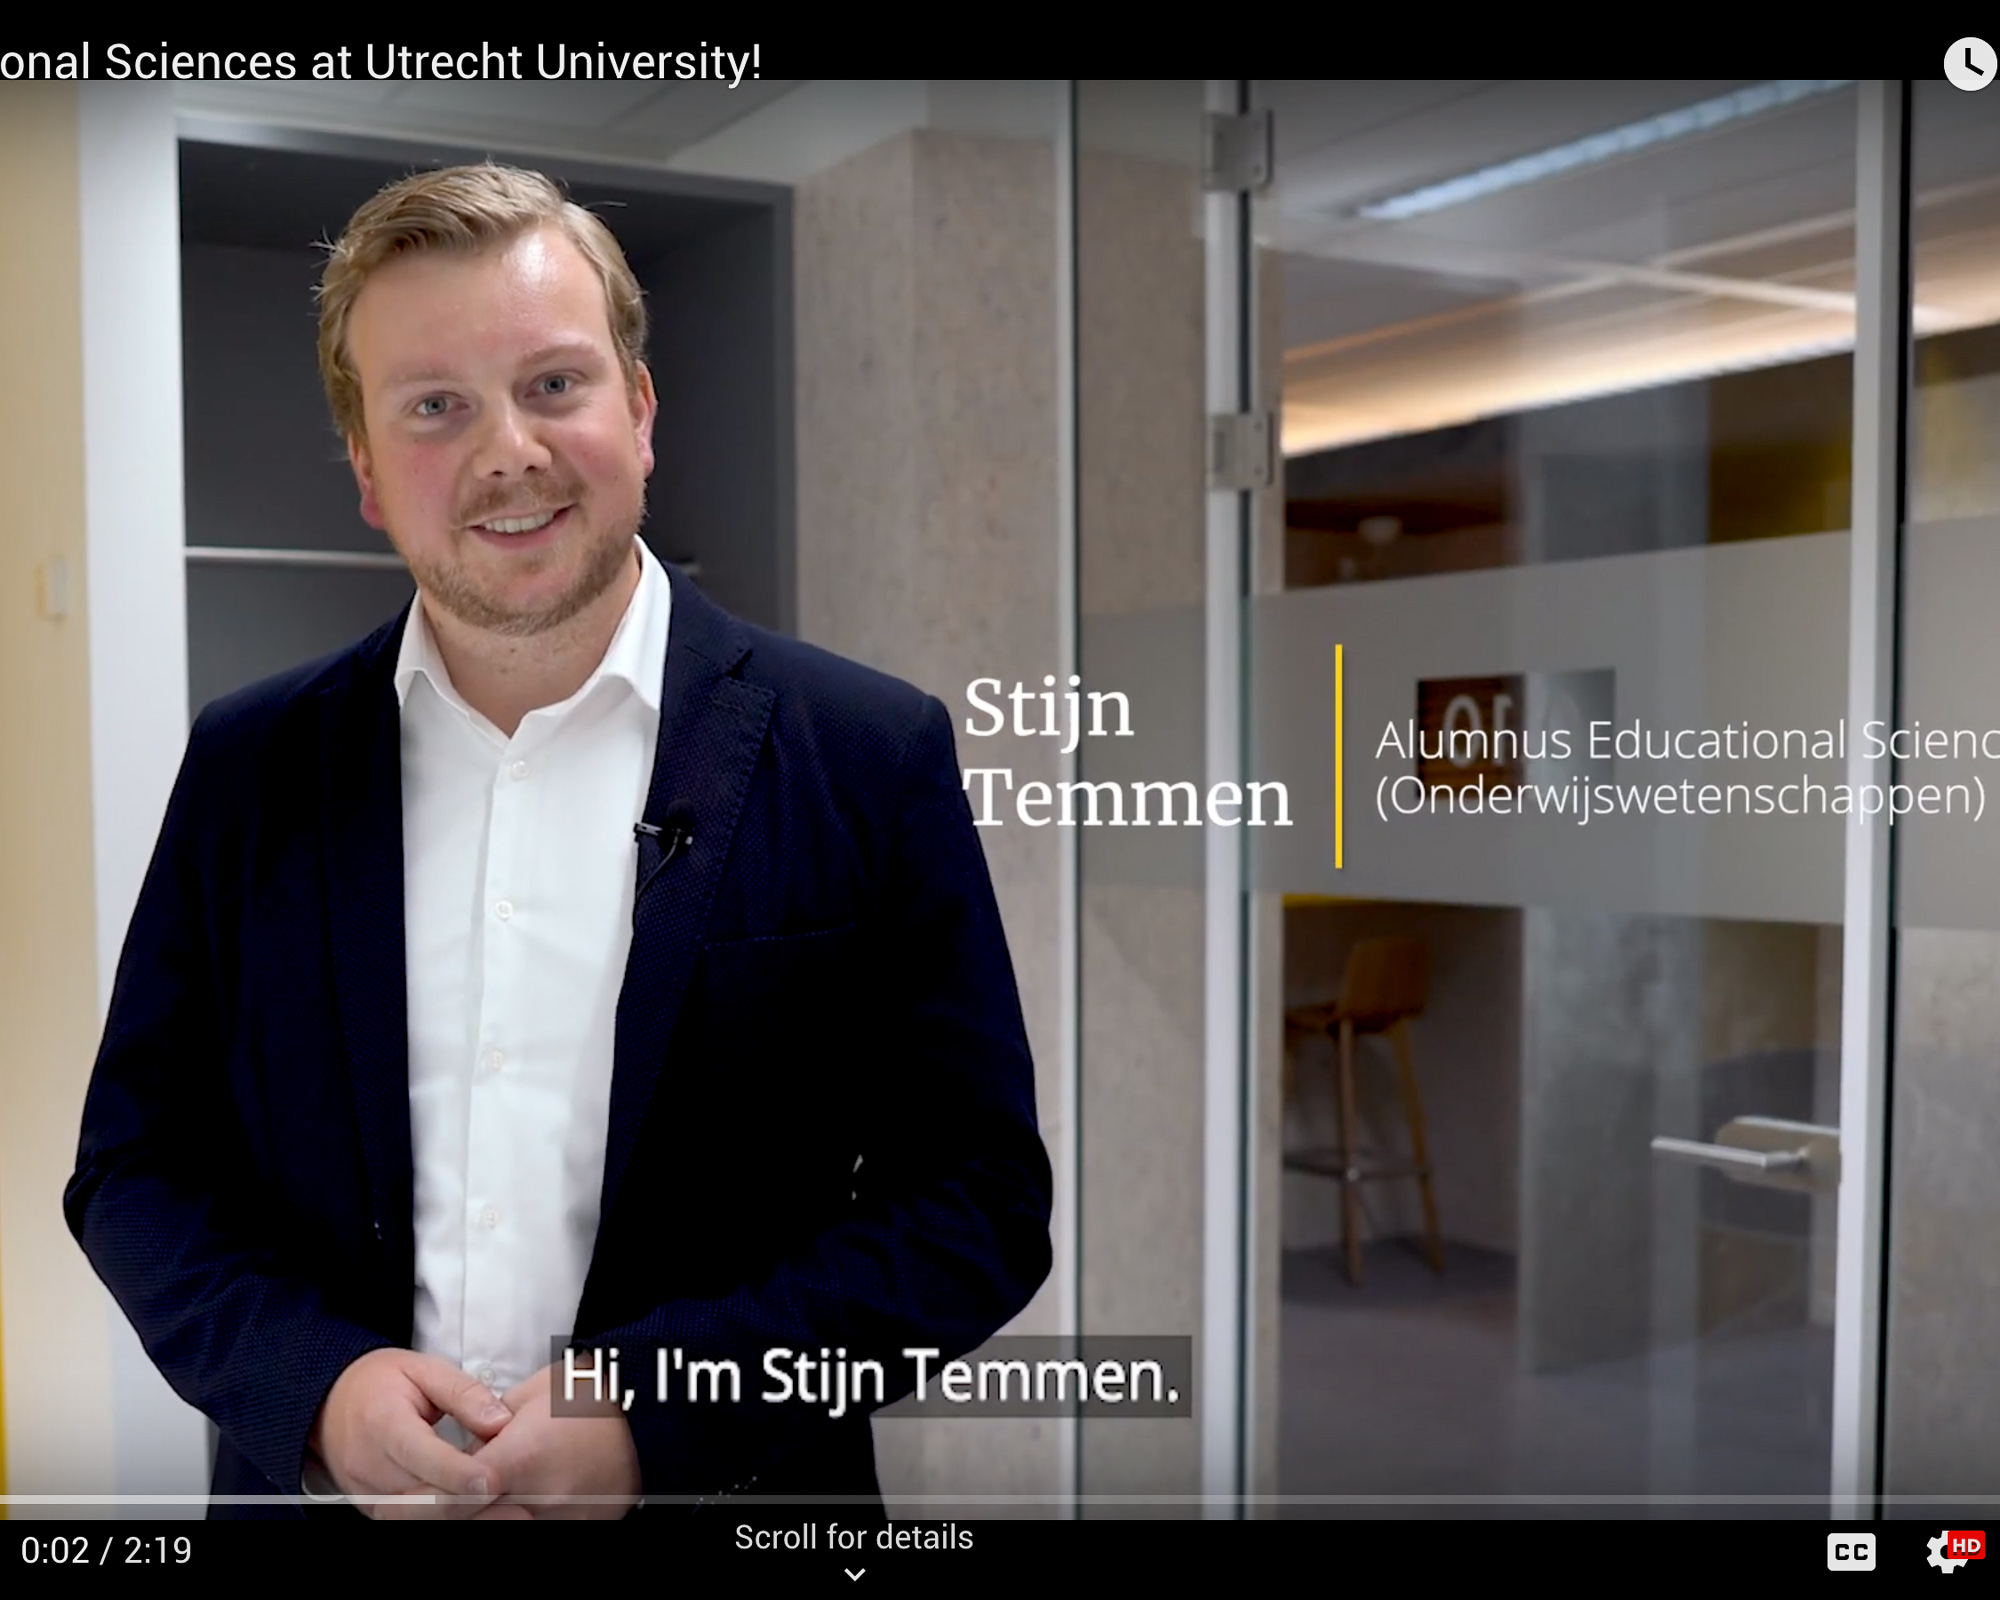 onal Sciences at Utrecht University!
Stijn
Temmen
Alumnus Educational Scienc
(Onderwijswetenschappen)
Hi, I'm Stijn Temmen.
0:02 / 2:19
Scroll for details
CC
HD